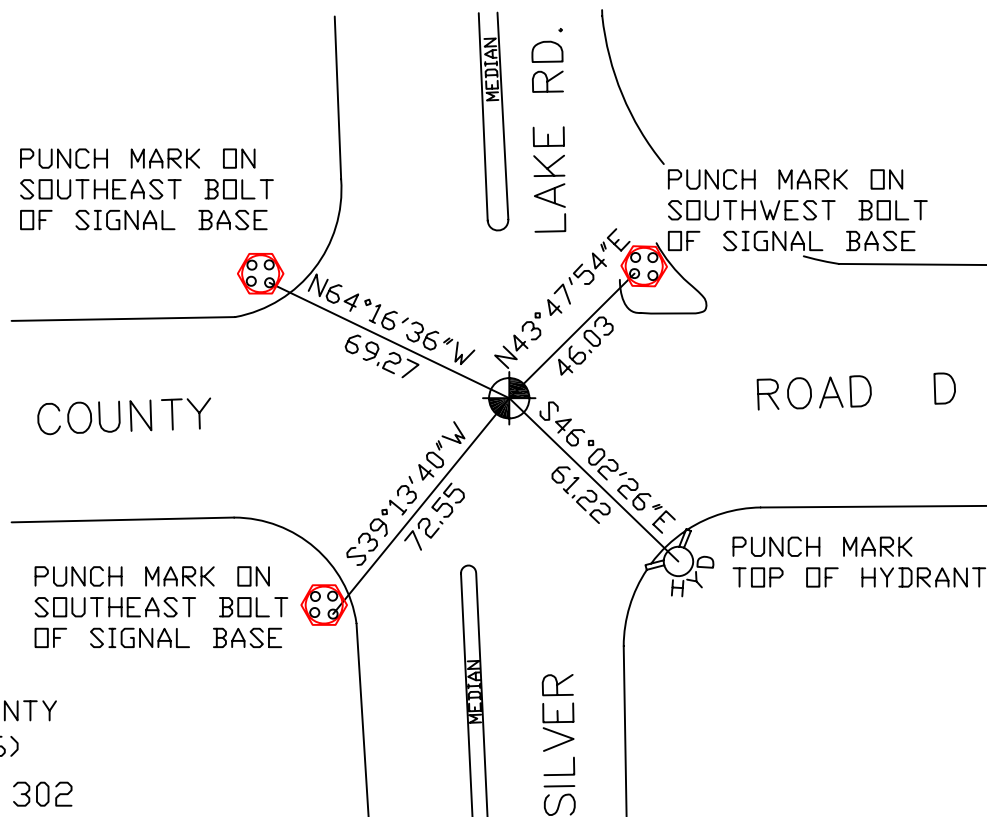 MEDIAN
LAKE RD.
PUNCH MARK ON
SOUTHEAST BOLT
OF SIGNAL BASE
PUNCH MARK ON
SOUTHWEST BOLT
OF SIGNAL BASE
N64°16'36"W
69.27
N43°47'54"E
46.03
COUNTY
ROAD D
S39°13'40"W
72.55
S46°02'26"E
61.22
PUNCH MARK
TOP OF HYDRANT
HYD
PUNCH MARK ON
SOUTHEAST BOLT
OF SIGNAL BASE
MEDIAN
SILVER
NTY
302